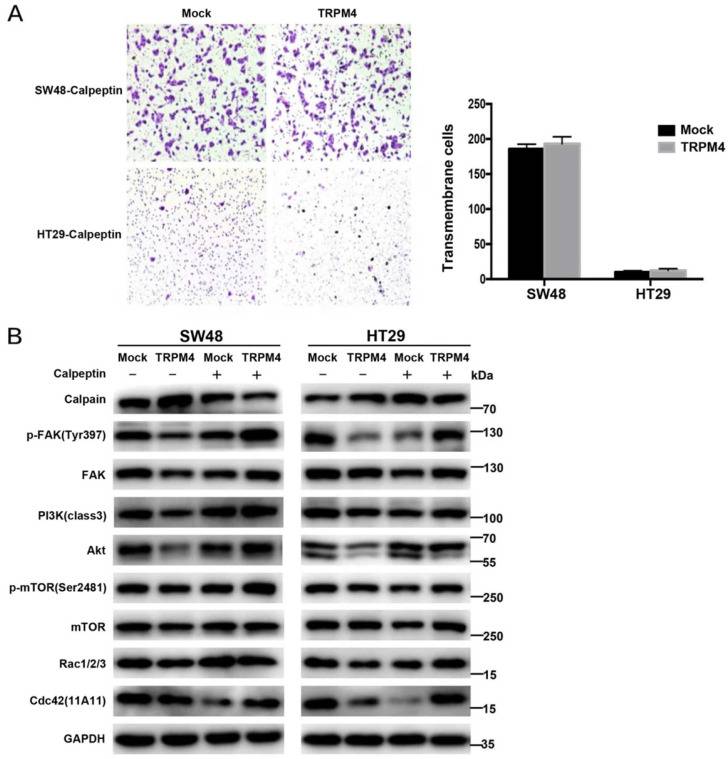 A
Mock TRPM4
SW48-Calpeptin
HT29-Calpeptin
Transmembrane cells
250
200
150
100
50
0
SW48 HT29
Mock
TRPM4
B
SW48 HT29
Mock TRPM4 Mock TRPM4 Mock TRPM4 Mock TRPM4
Calpeptin − − + + − − + + kDa
Calpain 70
p-FAK(Tyr397) 130
FAK 130
PI3K(class3) 100
Akt 70
55
p-mTOR(Ser2481) 250
mTOR 250
Rac1/2/3 15
Cdc42(11A11) 15
GAPDH 35